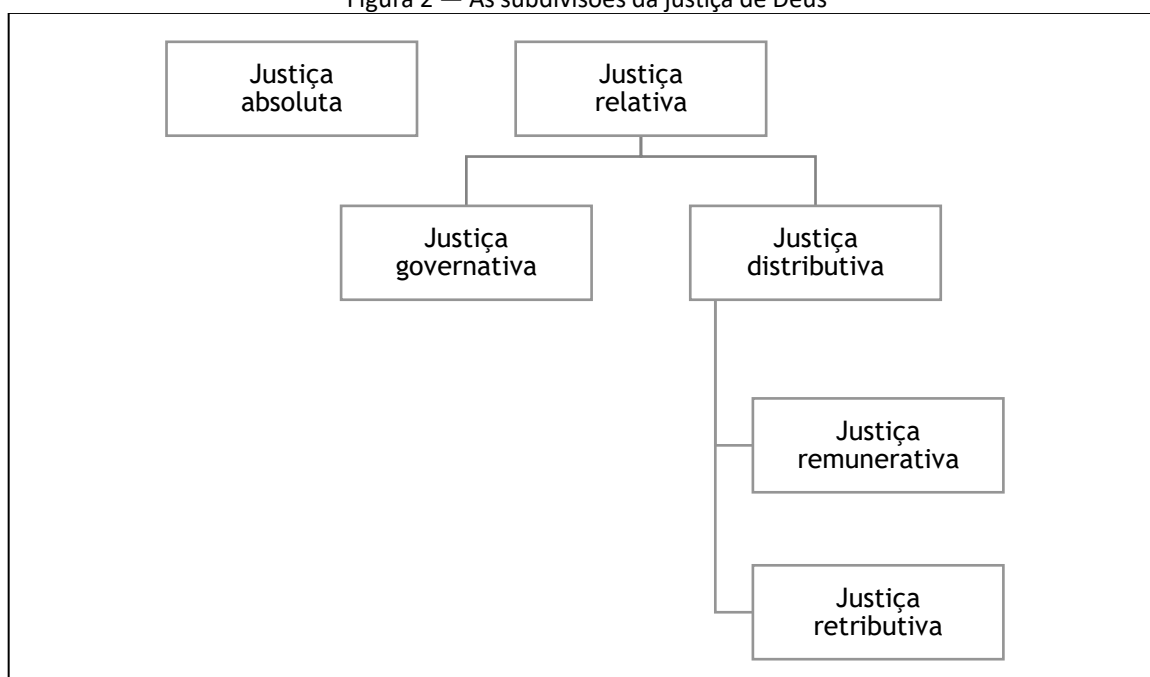 Figura 2 — As subdivisões da justiça de Deus
Justiça
absoluta
Justiça
relativa
Justiça
governativa
Justiça
distributiva
Justiça
remunerativa
Justiça
retributiva